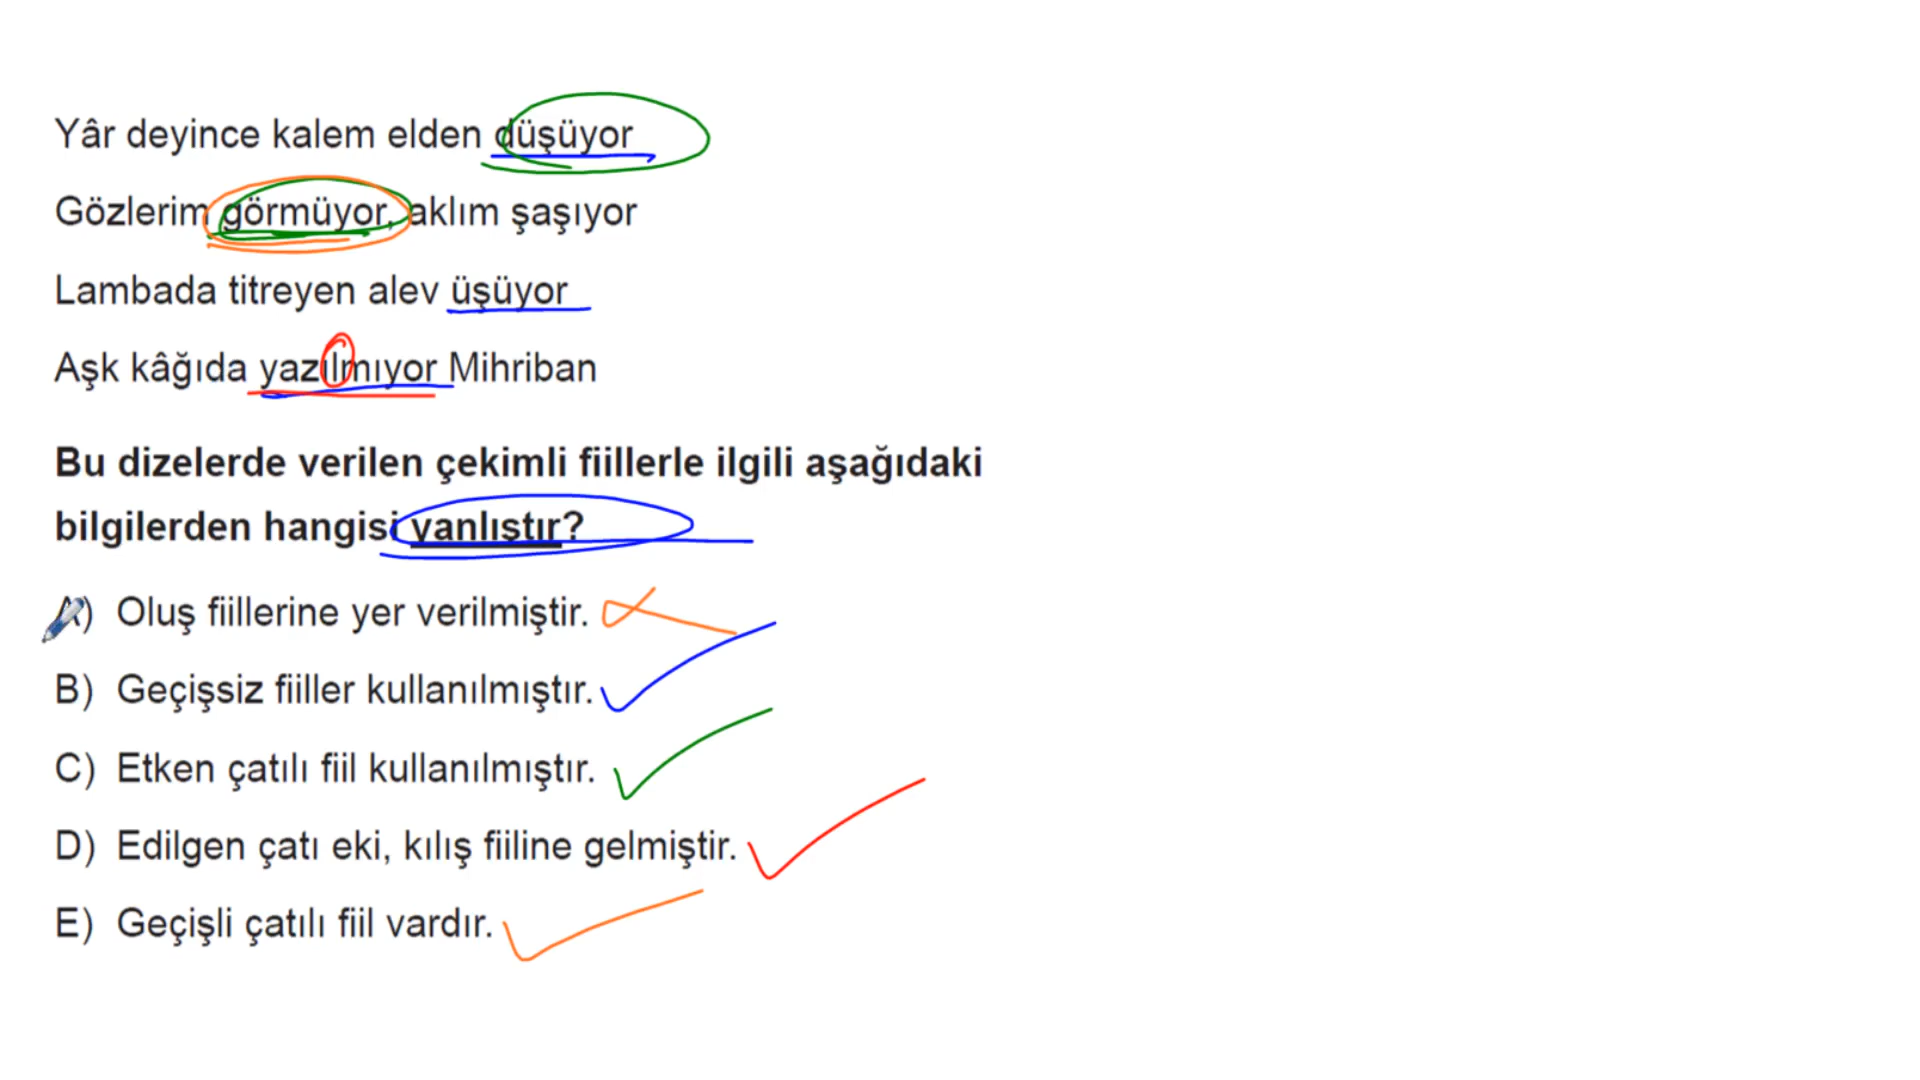 Yâr deyince kalem elden düşüyor
Gözlerim görmüyor, aklım şaşıyor
Lambada titreyen alev üşüyor
Aşk kâğıda yazılmıyor Mihriban
Bu dizelerde verilen çekimli fiillerle ilgili aşağıdaki
bilgilerden hangisi yanlıştır?
A) Oluş fiillerine yer verilmiştir.
B) Geçişsiz fiiller kullanılmıştır.
C) Etken çatılı fiil kullanılmıştır.
D) Edilgen çatı eki, kılış fiiline gelmiştir.
E) Geçişli çatılı fiil vardır.